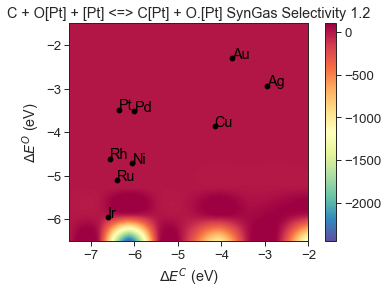 C + O[Pt] + [Pt] <=> C[Pt] + O.[Pt] SynGas Selectivity 1.2
ΔE^O (eV)
−2
−3
−4
−5
−6
Au
Ag
Pt
Pd
Cu
Rh
Ni
Ru
Ir
−7
−6
−5
−4
−3
−2
ΔE^C (eV)
0
−500
−1000
−1500
−2000